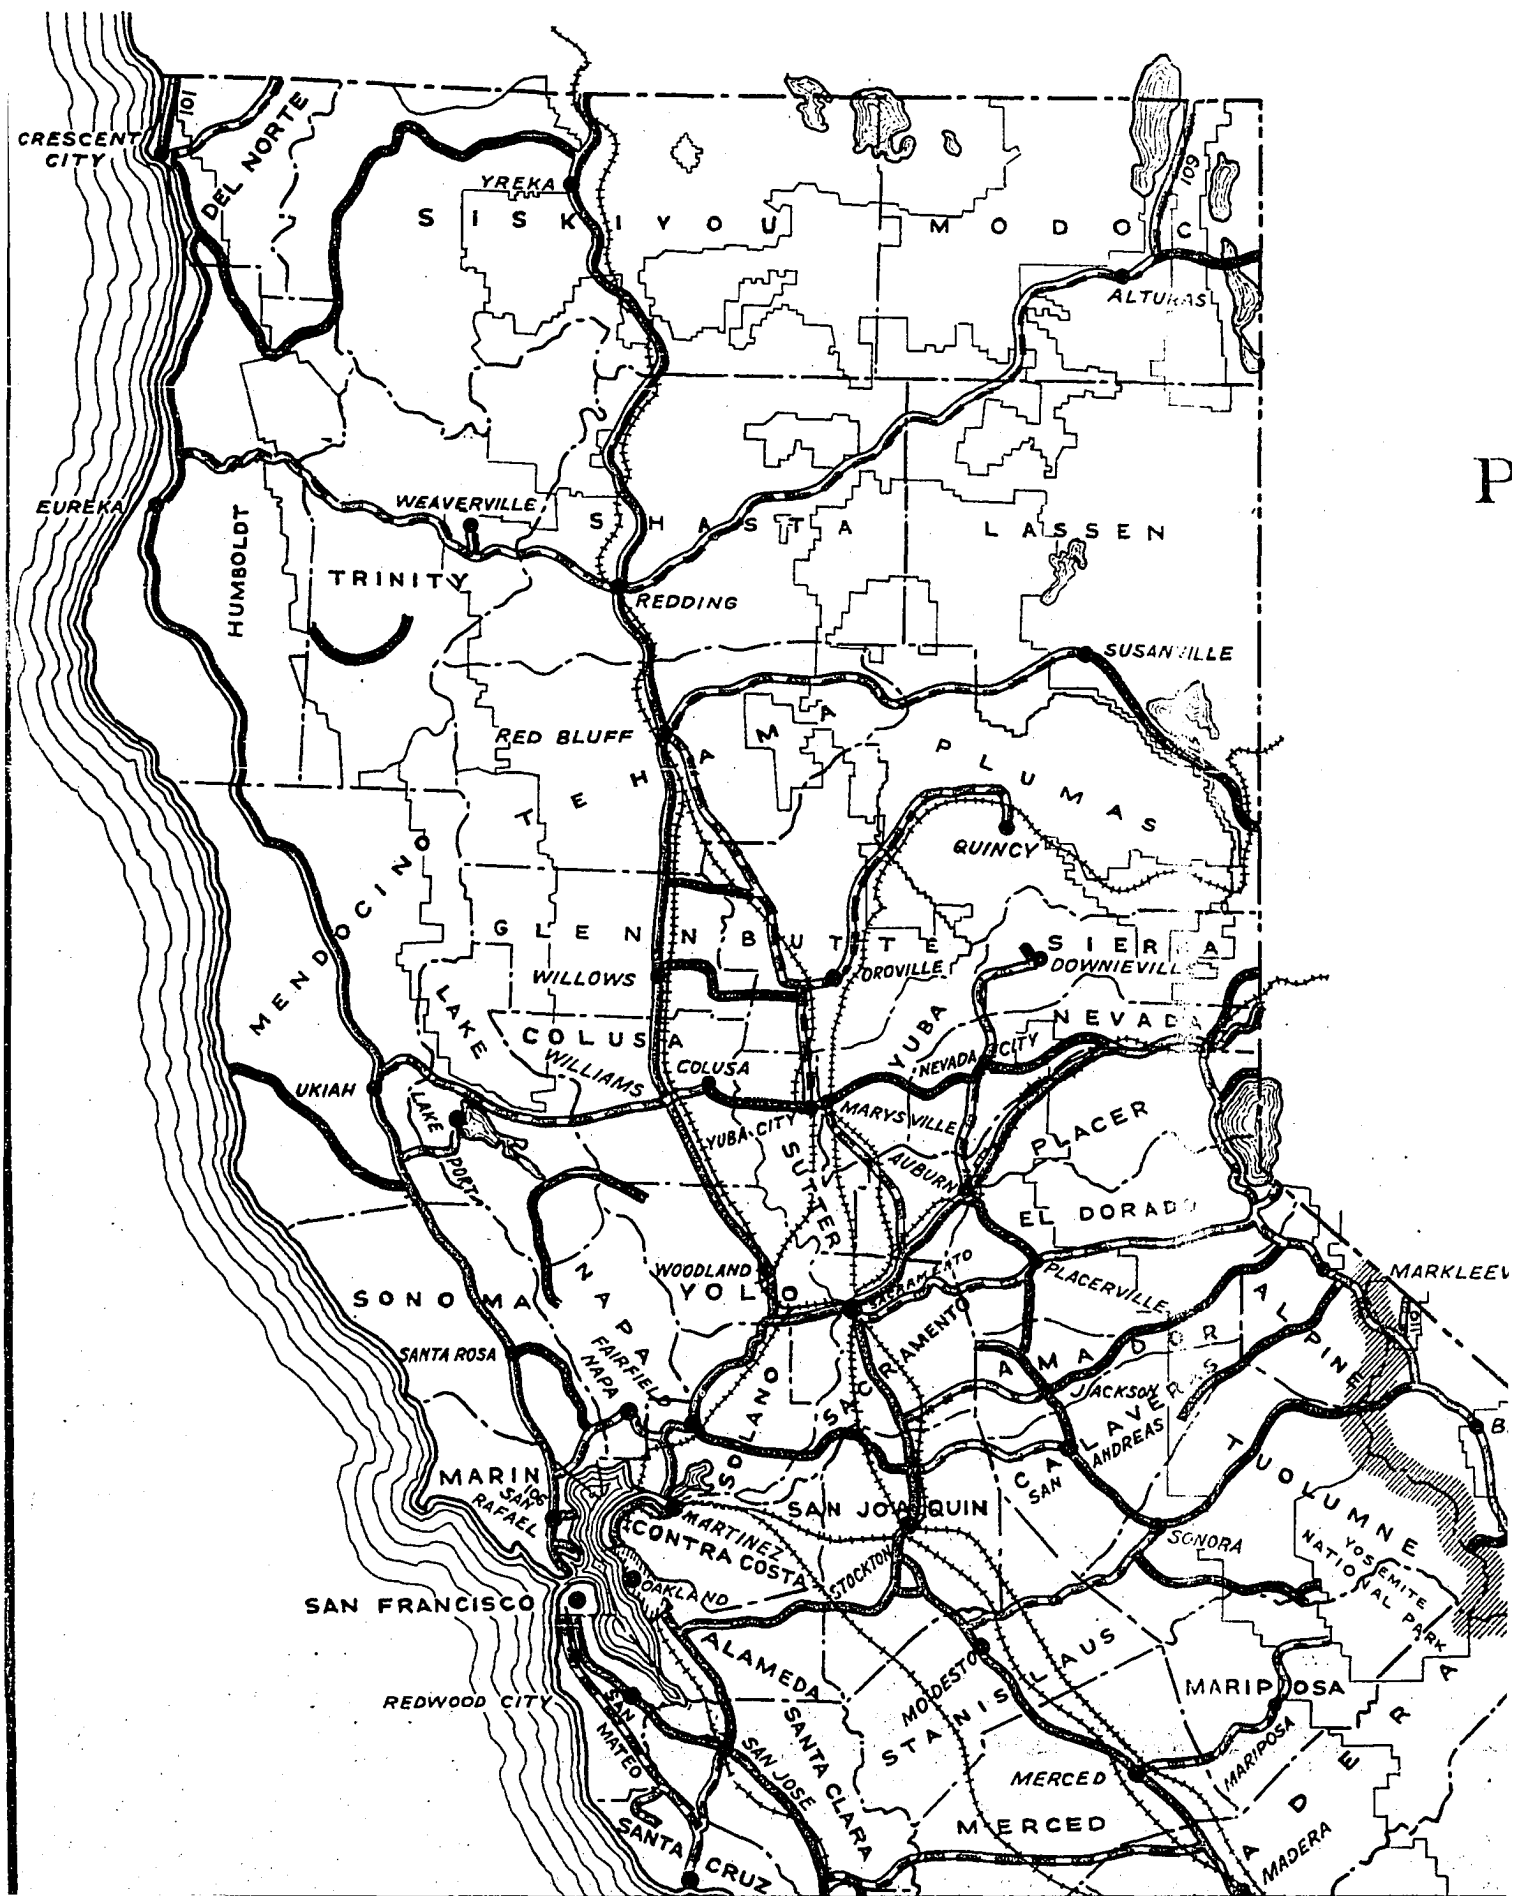 101
CRESCENT
CITY
DEL NORTE
YREKA
SISKIYOU
MODOC
109
ALTURAS
P
EUREKA
HUMBOLDT
WEAVERVILLE
SHASTA
LASSEN
TRINITY
REDDING
SUSANVILLE
RED BLUFF
TEHAMA
PLUMAS
QUINCY
MENDOCINO
GLENN
BUTTE
SIERRA
WILLOWS
OROVILLE
DOWNIEVILL
LAKE
COLUSA
YUBA
NEVADA
WILLIAMS
COLUSA
NEVADA CITY
UKIAH
LAKE
PORT
YUBA CITY
MARYSVILLE
PLACER
SUTTER
AUBURN
EL DORADO
WOODLAND
YOLO
SACRAMENTO
PLACERVILLE
MARKLEEV
SONOMA
NAPA
ALPINE
SANTA ROSA
FAIRFIELD
NAPA
SACRAMENTO
AMADOR
JACKSON
SOLANO
CALAVERAS
SAN
ANDREAS
B
TUOLUMNE
MARIN
106
SAN
RAFAEL
SAN JOAQUIN
MARTINEZ
CONTRA COSTA
SONORA
YOSEMITE
NATIONAL PARK
STOCKTON
OAKLAND
SAN FRANCISCO
ALAMEDA
MODESTO
STANISLAUS
MARIPOSA
REDWOOD CITY
SAN
MATEO
SANTA CLARA
SAN JOSE
MARIPOSA
MERCED
MERCED
MADERA
MADERA
SANTA
CRUZ